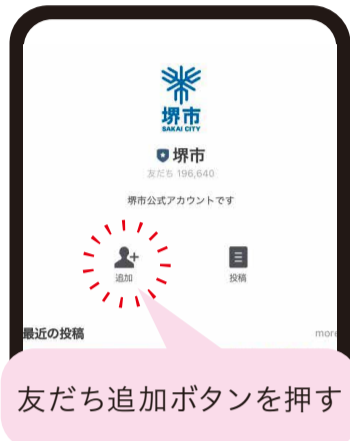 堺市
SAKAI CITY
堺市
友だち 196,640
堺市公式アカウントです
追加
投稿
最近の投稿
more
友だち追加ボタンを押す